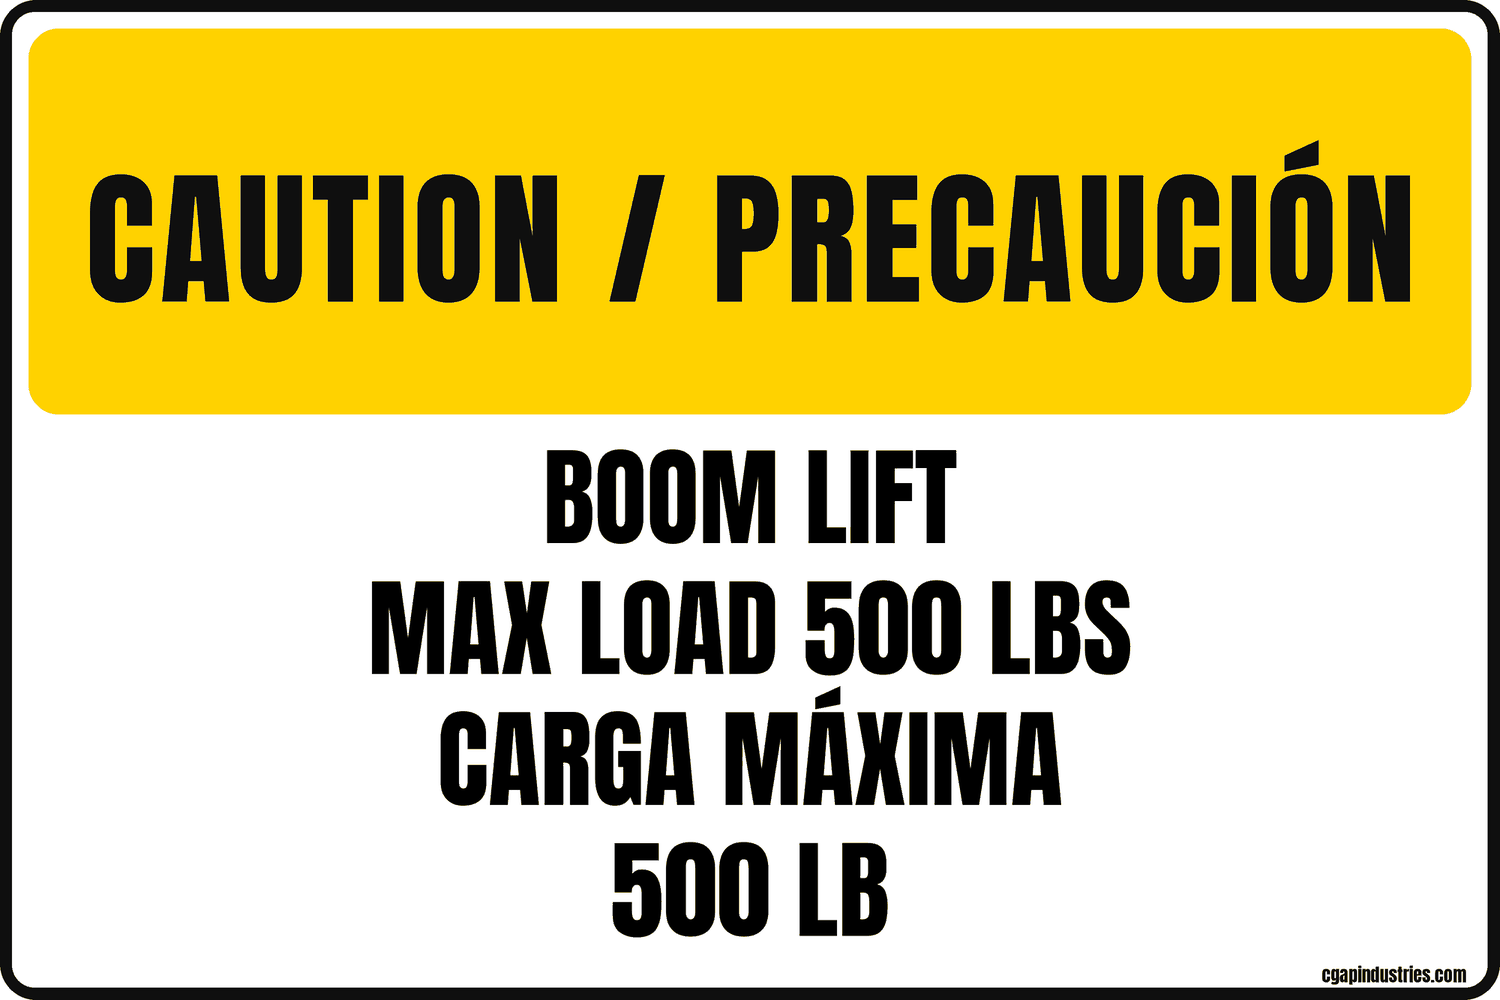 CAUTION / PRECAUCIÓN
BOOM LIFT
MAX LOAD 500 LBS
CARGA MÁXIMA
500 LB
cgapindustries.com